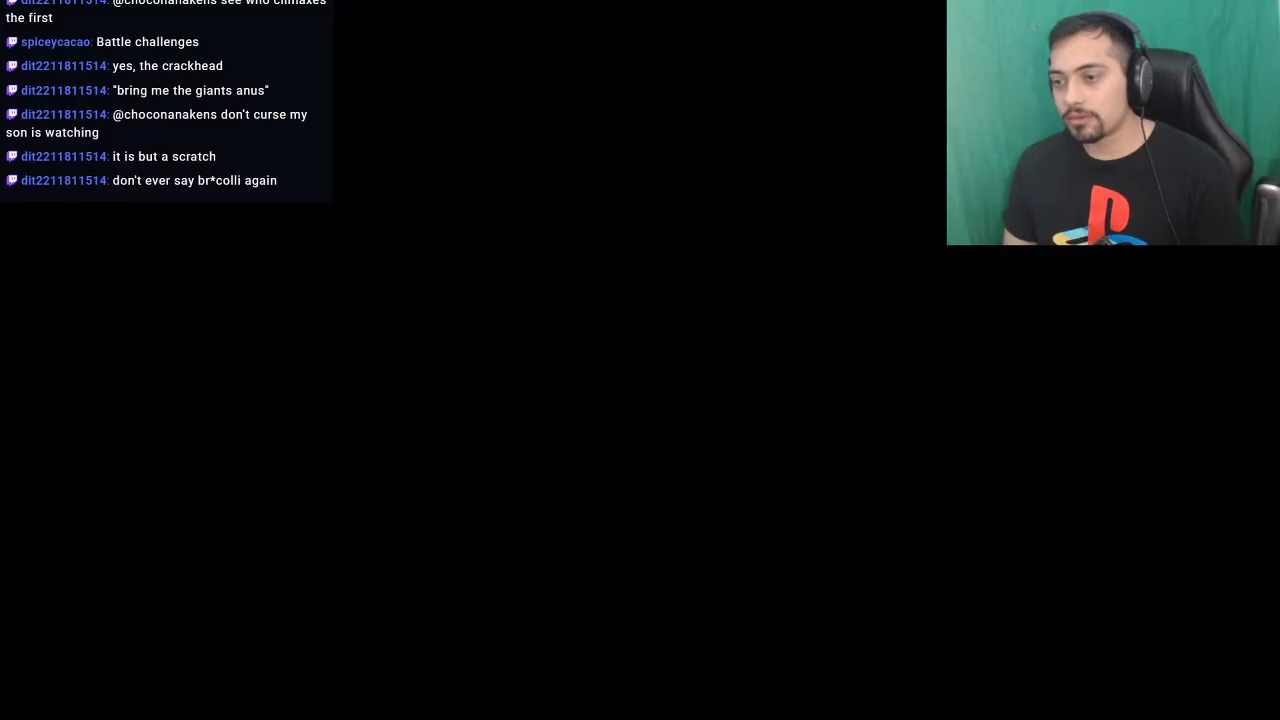 dit2211811514: @choconanakens see who climaxes
the first
spiceycacao: Battle challenges
dit2211811514: yes, the crackhead
dit2211811514: "bring me the giants anus"
dit2211811514: @choconanakens don't curse my
son is watching
dit2211811514: it is but a scratch
dit2211811514: don't ever say br*colli again